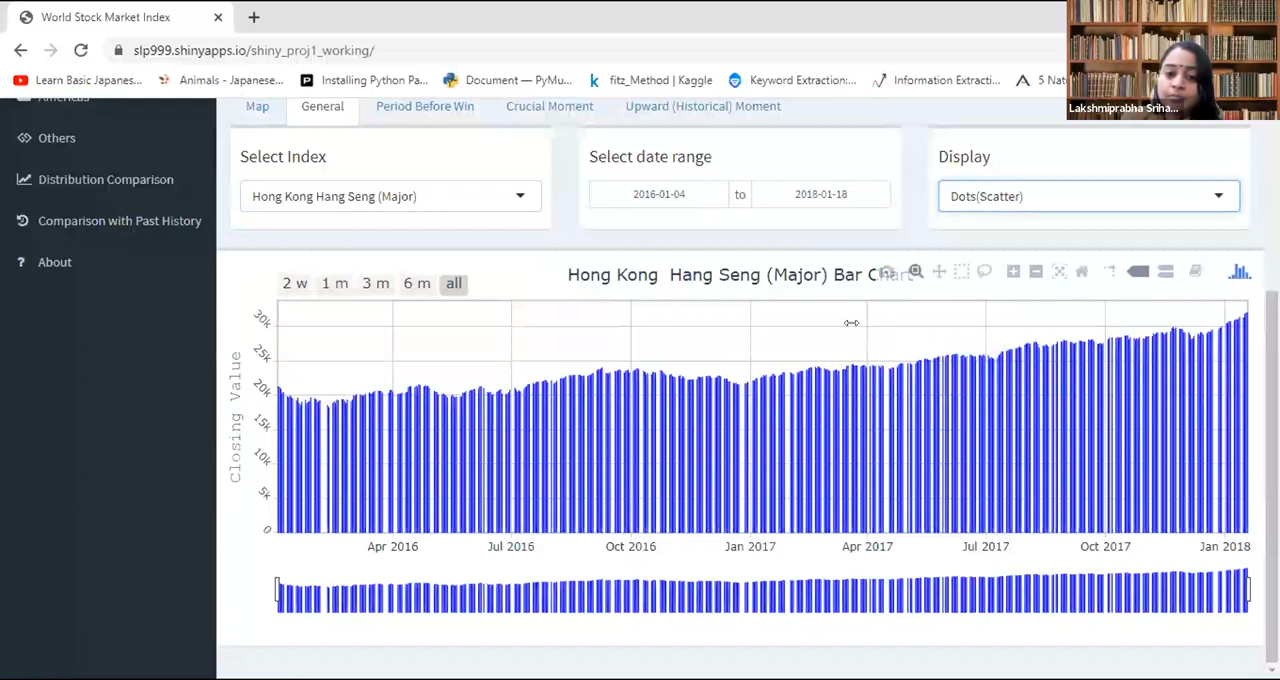 World Stock Market Index
slp999.shinyapps.io/shiny_proj1_working/
Learn Basic Japanes...
Animals - Japanese...
Installing Python Pa...
Document — PyMu...
fitz_Method | Kaggle
Keyword Extraction:...
Information Extracti...
5 Nat
Lakshmiprabha Sriha...
Americas
Others
Distribution Comparison
Comparison with Past History
? About
Map
General
Period Before Win
Crucial Moment
Upward (Historical) Moment
Select Index
Hong Kong Hang Seng (Major)
Select date range
2016-01-04 to 2018-01-18
Display
Dots(Scatter)
2 w 1 m 3 m 6 m all
Hong Kong Hang Seng (Major) Bar Chart
Closing Value
30k
25k
20k
15k
10k
5k
0
Apr 2016 Jul 2016 Oct 2016 Jan 2017 Apr 2017 Jul 2017 Oct 2017 Jan 2018